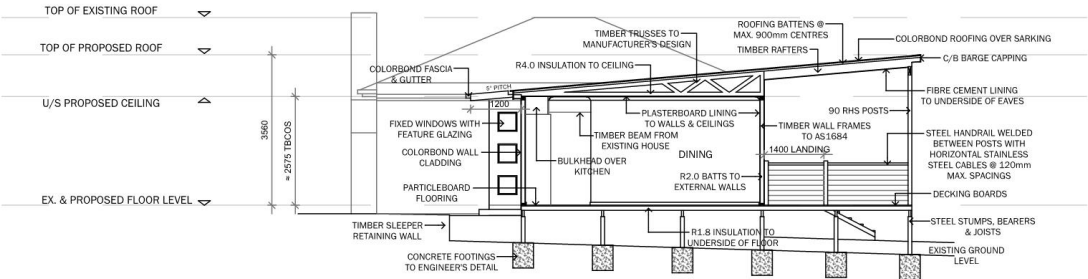 TOP OF EXISTING ROOF
TOP OF PROPOSED ROOF
U/S PROPOSED CEILING
EX. & PROPOSED FLOOR LEVEL
3560
≈ 2575 TBCOS
COLORBOND FASCIA
& GUTTER
5° PITCH
1200
FIXED WINDOWS WITH
FEATURE GLAZING
COLORBOND WALL
CLADDING
PARTICLEBOARD
FLOORING
TIMBER SLEEPER
RETAINING WALL
CONCRETE FOOTINGS
TO ENGINEER'S DETAIL
TIMBER TRUSSES TO
MANUFACTURER'S DESIGN
R4.0 INSULATION TO CEILING
PLASTERBOARD LINING
TO WALLS & CEILINGS
TIMBER BEAM FROM
EXISTING HOUSE
BULKHEAD OVER
KITCHEN
DINING
R2.0 BATTS TO
EXTERNAL WALLS
R1.8 INSULATION TO
UNDERSIDE OF FLOOR
ROOFING BATTENS @
MAX. 900mm CENTRES
TIMBER RAFTERS
COLORBOND ROOFING OVER SARKING
C/B BARGE CAPPING
FIBRE CEMENT LINING
TO UNDERSIDE OF EAVES
90 RHS POSTS
TIMBER WALL FRAMES
TO AS1684
1400 LANDING
STEEL HANDRAIL WELDED
BETWEEN POSTS WITH
HORIZONTAL STAINLESS
STEEL CABLES @ 120mm
MAX. SPACINGS
DECKING BOARDS
STEEL STUMPS, BEARERS
& JOISTS
EXISTING GROUND
LEVEL